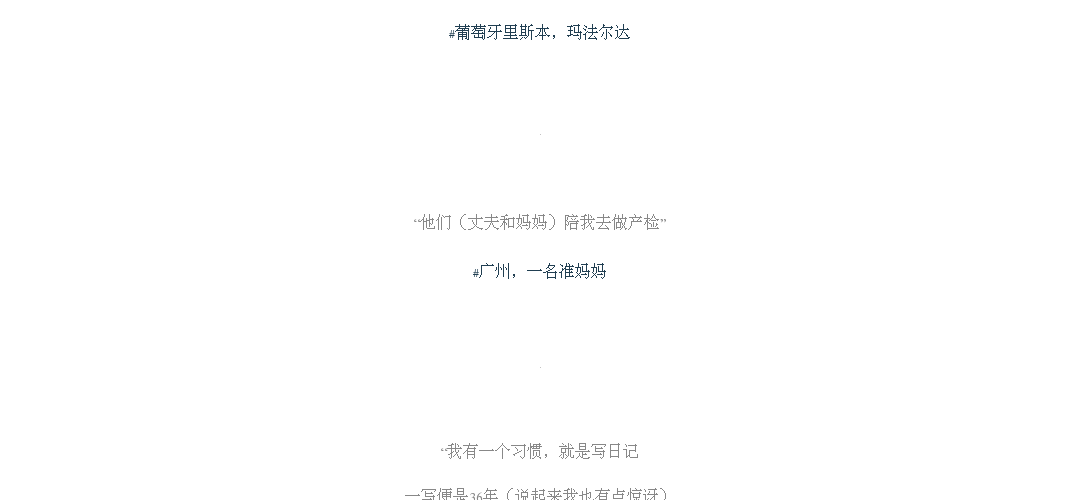 #葡萄牙里斯本，玛法尔达
“他们（丈夫和妈妈）陪我去做产检”
#广州，一名准妈妈
“我有一个习惯，就是写日记
一写便是36年（说起来我也有点惊讶）